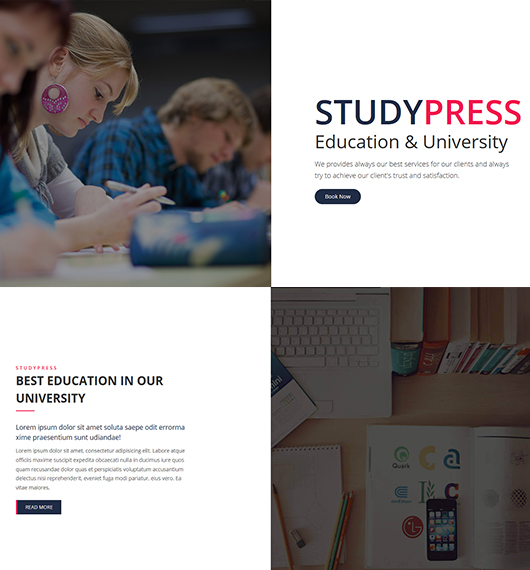 STUDYPRESS
Education & University
We provides always our best services for our clients and always
try to achieve our client's trust and satisfaction.
Book Now
STUDYPRESS
BEST EDUCATION IN OUR
UNIVERSITY
Lorem ipsum dolor sit amet soluta saepe odit errorma
xime praesentium sunt udiandae!
Lorem ipsum dolor sit amet, consectetur adipisicing elit. Labore atque
officiis maxime suscipit expedita obcaecati nulla in ducimus iure quos
quam recusandae dolor quas et perspiciatis voluptatum accusantium
delectus nisi reprehenderit, eveniet fuga modi pariatur, eius vero. Ea
vitae maiores.
READ MORE
Quark
LG